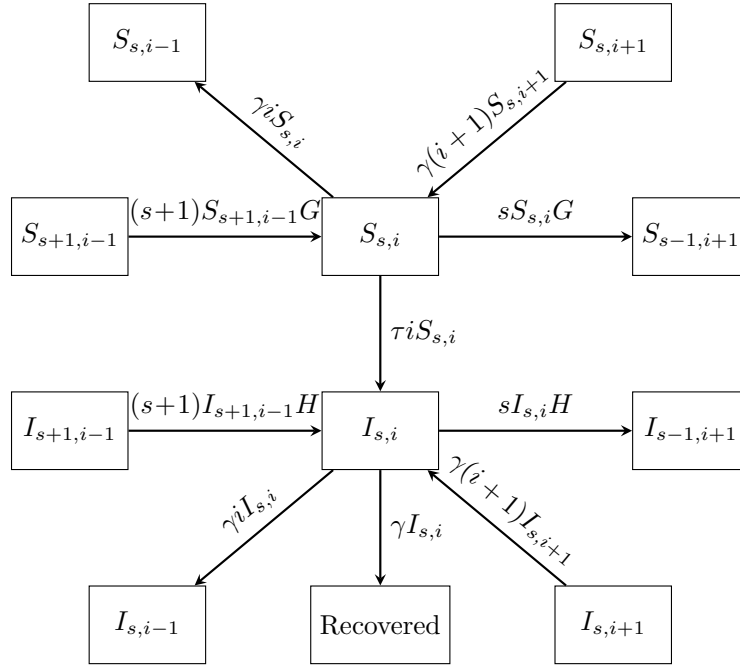 S_{s,i−1}
S_{s,i+1}
γiS_{s,i}
γ(i + 1)S_{s,i+1}
(s+1)S_{s+1,i−1}G
sS_{s,i}G
S_{s+1,i−1}
S_{s,i}
S_{s−1,i+1}
τiS_{s,i}
(s+1)I_{s+1,i−1}H
sI_{s,i}H
I_{s+1,i−1}
I_{s,i}
I_{s−1,i+1}
γiI_{s,i}
γI_{s,i}
γ(i + 1)I_{s,i+1}
I_{s,i−1}
Recovered
I_{s,i+1}